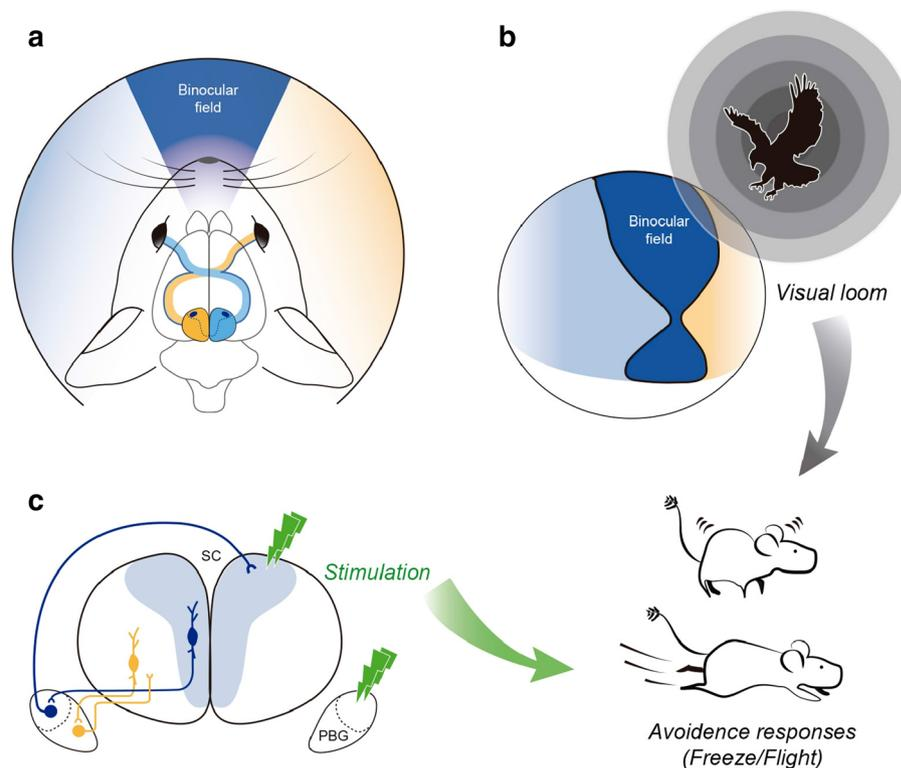 a
Binocular
field
b
Binocular
field
Visual loom
c
SC
Stimulation
PBG
Avoidence responses
(Freeze/Flight)